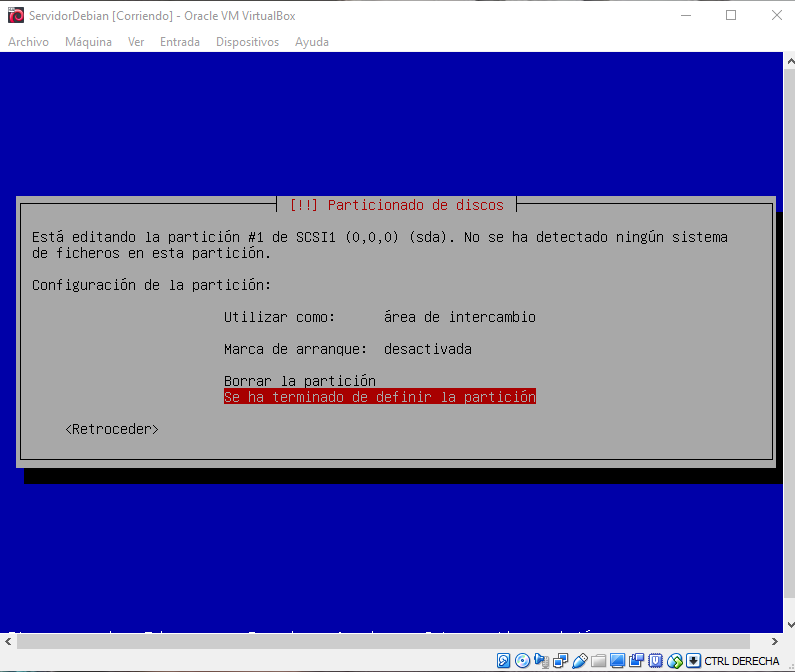 ServidorDebian [Corriendo] - Oracle VM VirtualBox
Archivo Máquina Ver Entrada Dispositivos Ayuda
[!!] Particionado de discos
Está editando la partición #1 de SCSI1 (0,0,0) (sda). No se ha detectado ningún sistema
de ficheros en esta partición.
Configuración de la partición:
Utilizar como: área de intercambio
Marca de arranque: desactivada
Borrar la partición
Se ha terminado de definir la partición
<Retroceder>
CTRL DERECHA